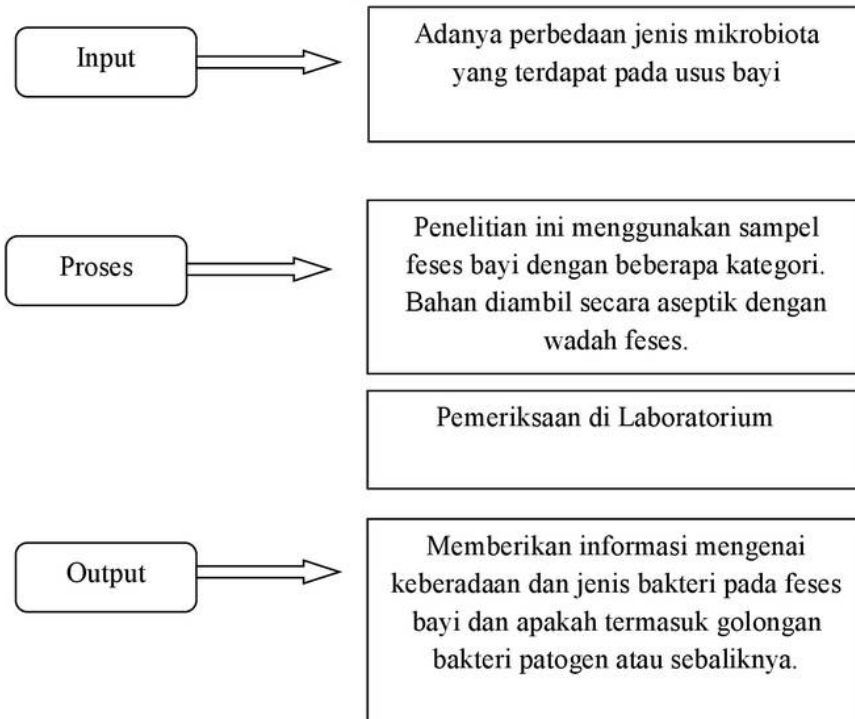 Input
Adanya perbedaan jenis mikrobiota
yang terdapat pada usus bayi
Proses
Penelitian ini menggunakan sampel
feses bayi dengan beberapa kategori.
Bahan diambil secara aseptik dengan
wadah feses.
Pemeriksaan di Laboratorium
Output
Memberikan informasi mengenai
keberadaan dan jenis bakteri pada feses
bayi dan apakah termasuk golongan
bakteri patogen atau sebaliknya.